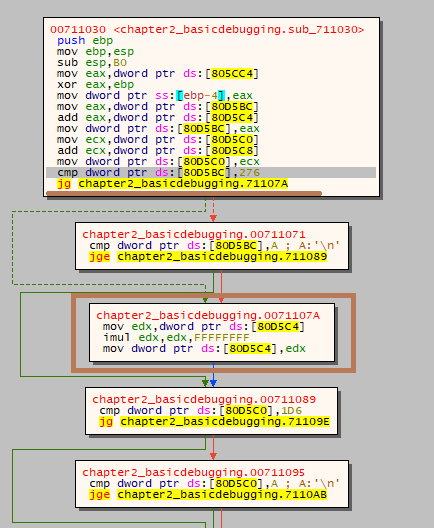 00711030 <chapter2_basicdebugging.sub_711030>
push ebp
mov ebp,esp
sub esp,B0
mov eax,dword ptr ds:[805CC4]
xor eax,ebp
mov dword ptr ss:[ebp-4],eax
mov eax,dword ptr ds:[80D5BC]
add eax,dword ptr ds:[80D5C4]
mov dword ptr ds:[80D5BC],eax
mov ecx,dword ptr ds:[80D5C0]
add ecx,dword ptr ds:[80D5C8]
mov dword ptr ds:[80D5C0],ecx
cmp dword ptr ds:[80D5BC],276
jg chapter2_basicdebugging.71107A
chapter2_basicdebugging.00711071
cmp dword ptr ds:[80D5BC],A ; A:'\n'
jge chapter2_basicdebugging.711089
chapter2_basicdebugging.0071107A
mov edx,dword ptr ds:[80D5C4]
imul edx,edx,FFFFFFFF
mov dword ptr ds:[80D5C4],edx
chapter2_basicdebugging.00711089
cmp dword ptr ds:[80D5C0],1D6
jg chapter2_basicdebugging.71109E
chapter2_basicdebugging.00711095
cmp dword ptr ds:[80D5C0],A ; A:'\n'
jge chapter2_basicdebugging.7110AB